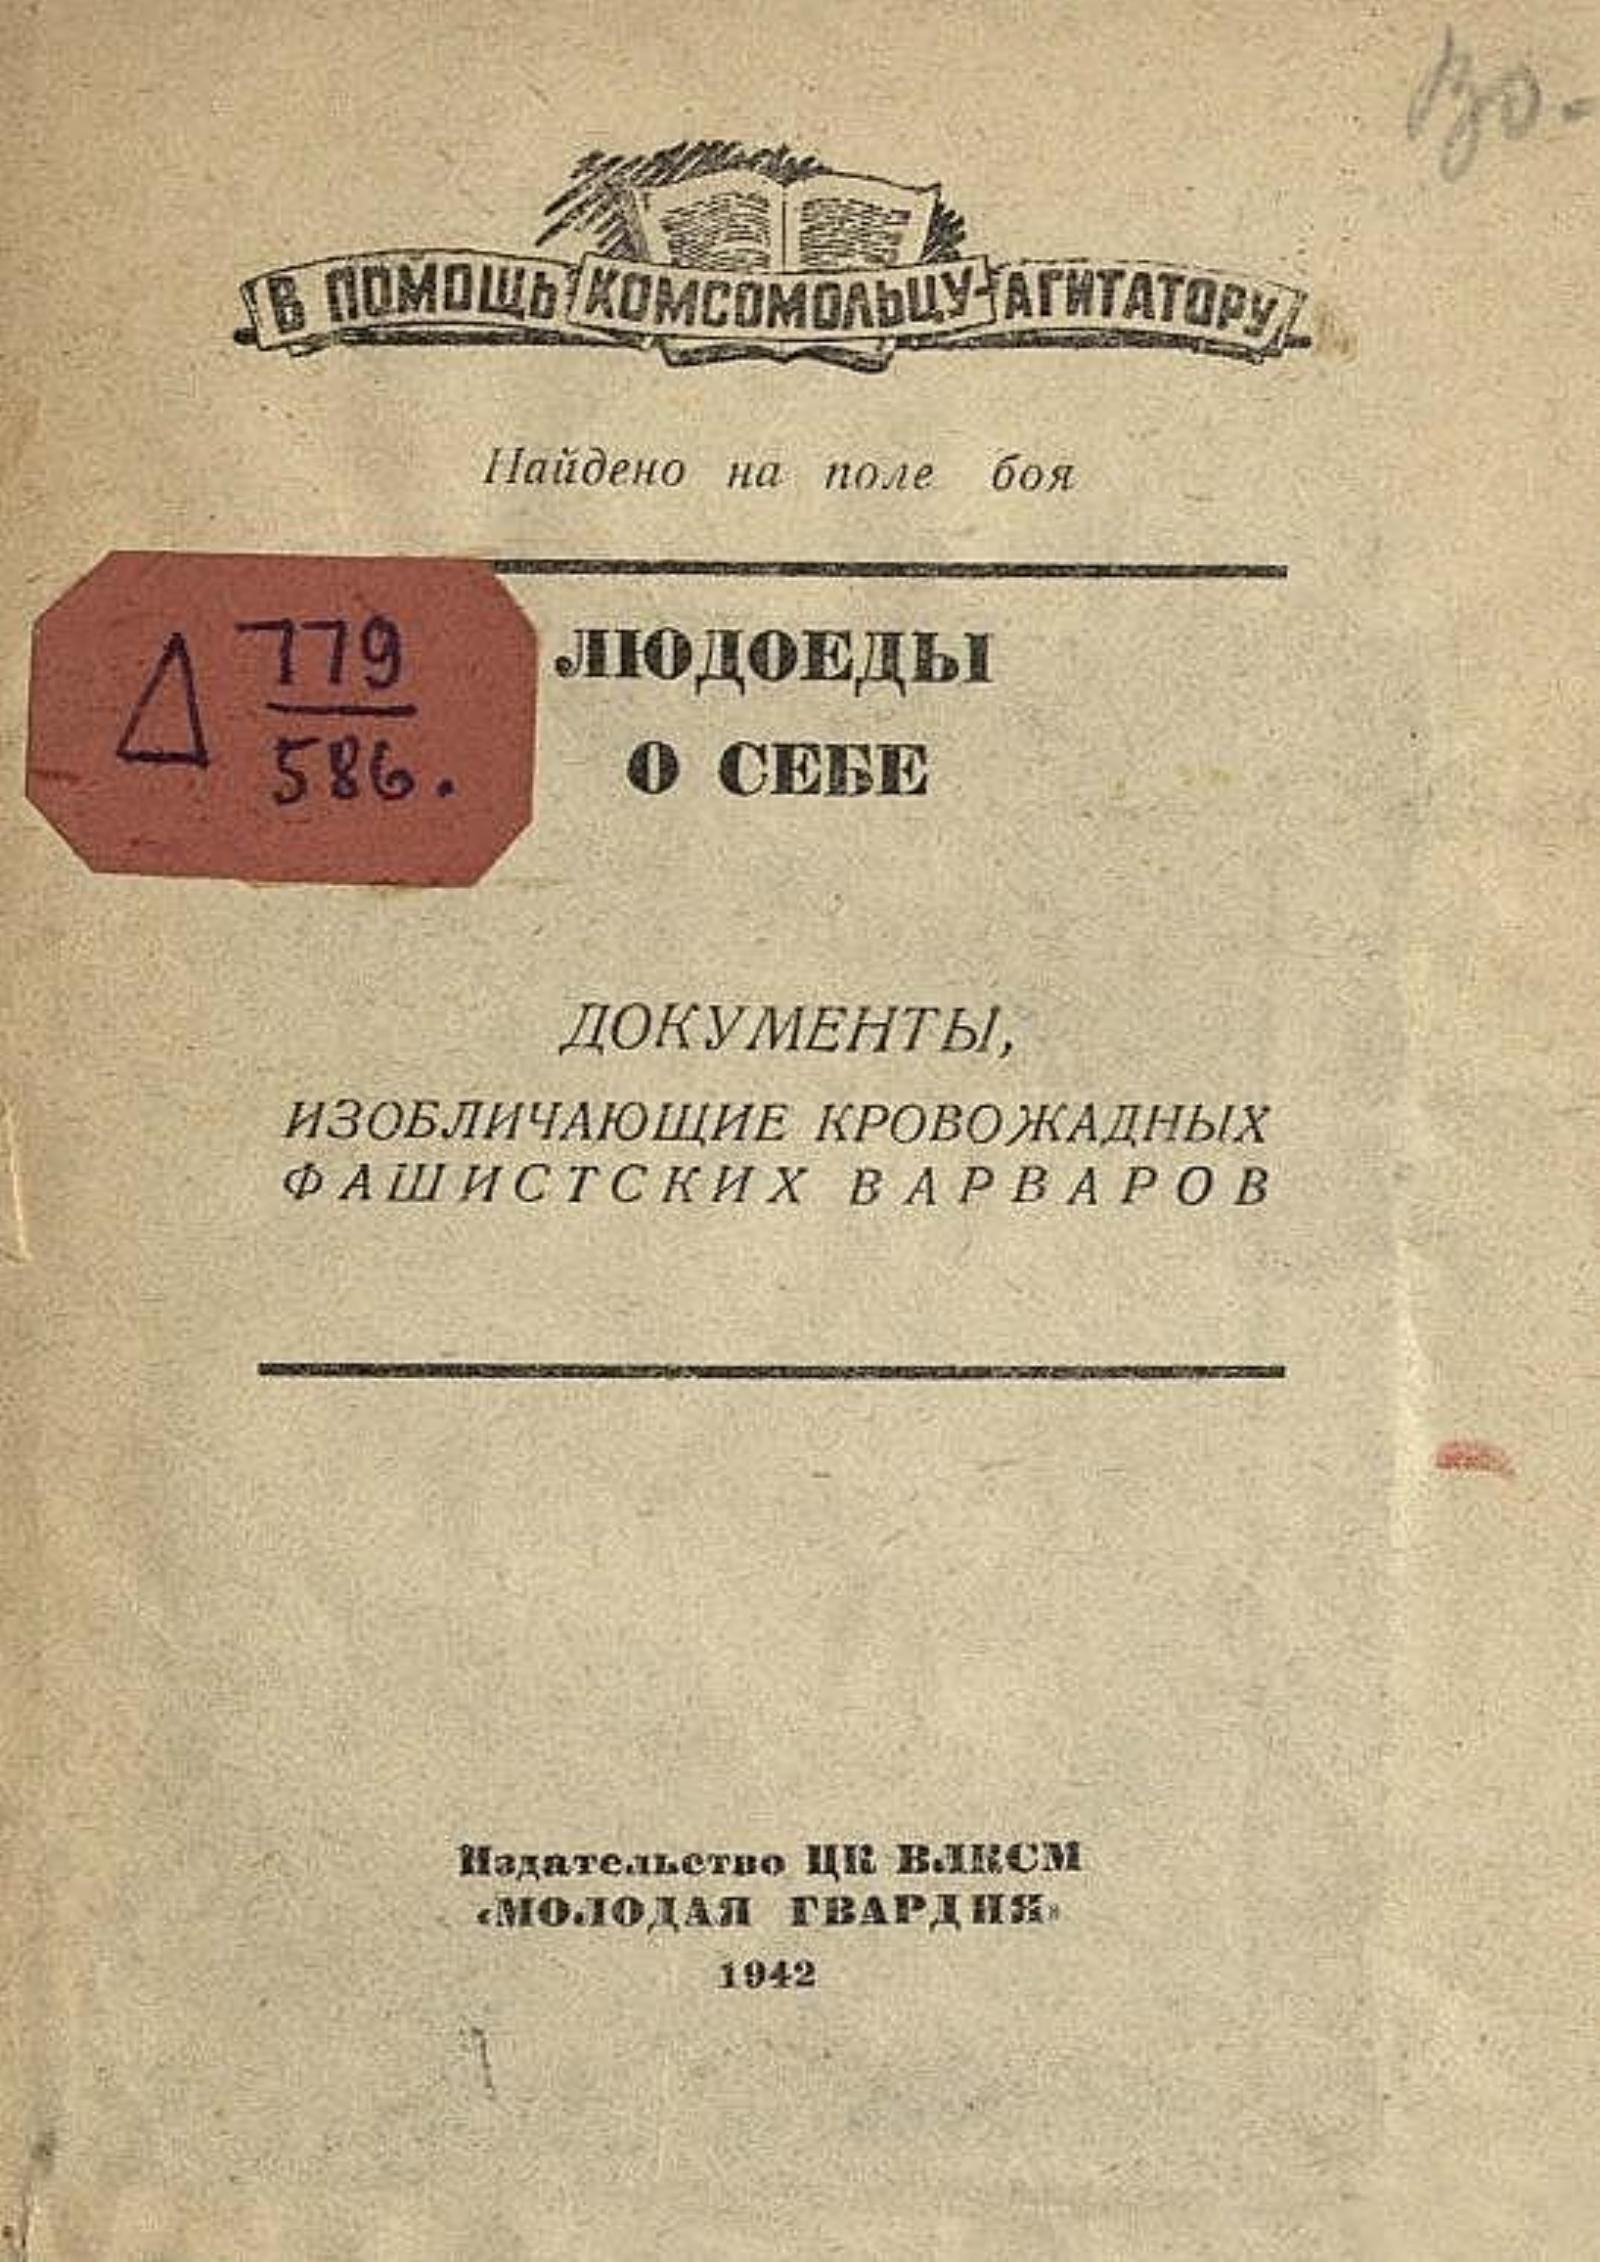 В ПОМОЩЬ КОМСОМОЛЬЦУ-АГИТАТОРУ
Найдено на поле боя
ЛЮДОЕДЫ
О СЕБЕ
Д 779
586.
ДОКУМЕНТЫ,
ИЗОБЛИЧАЮЩИЕ КРОВОЖАДНЫХ
ФАШИСТСКИХ ВАРВАРОВ
Издательство ЦК ВЛКСМ
«МОЛОДАЯ ГВАРДИЯ»
1942